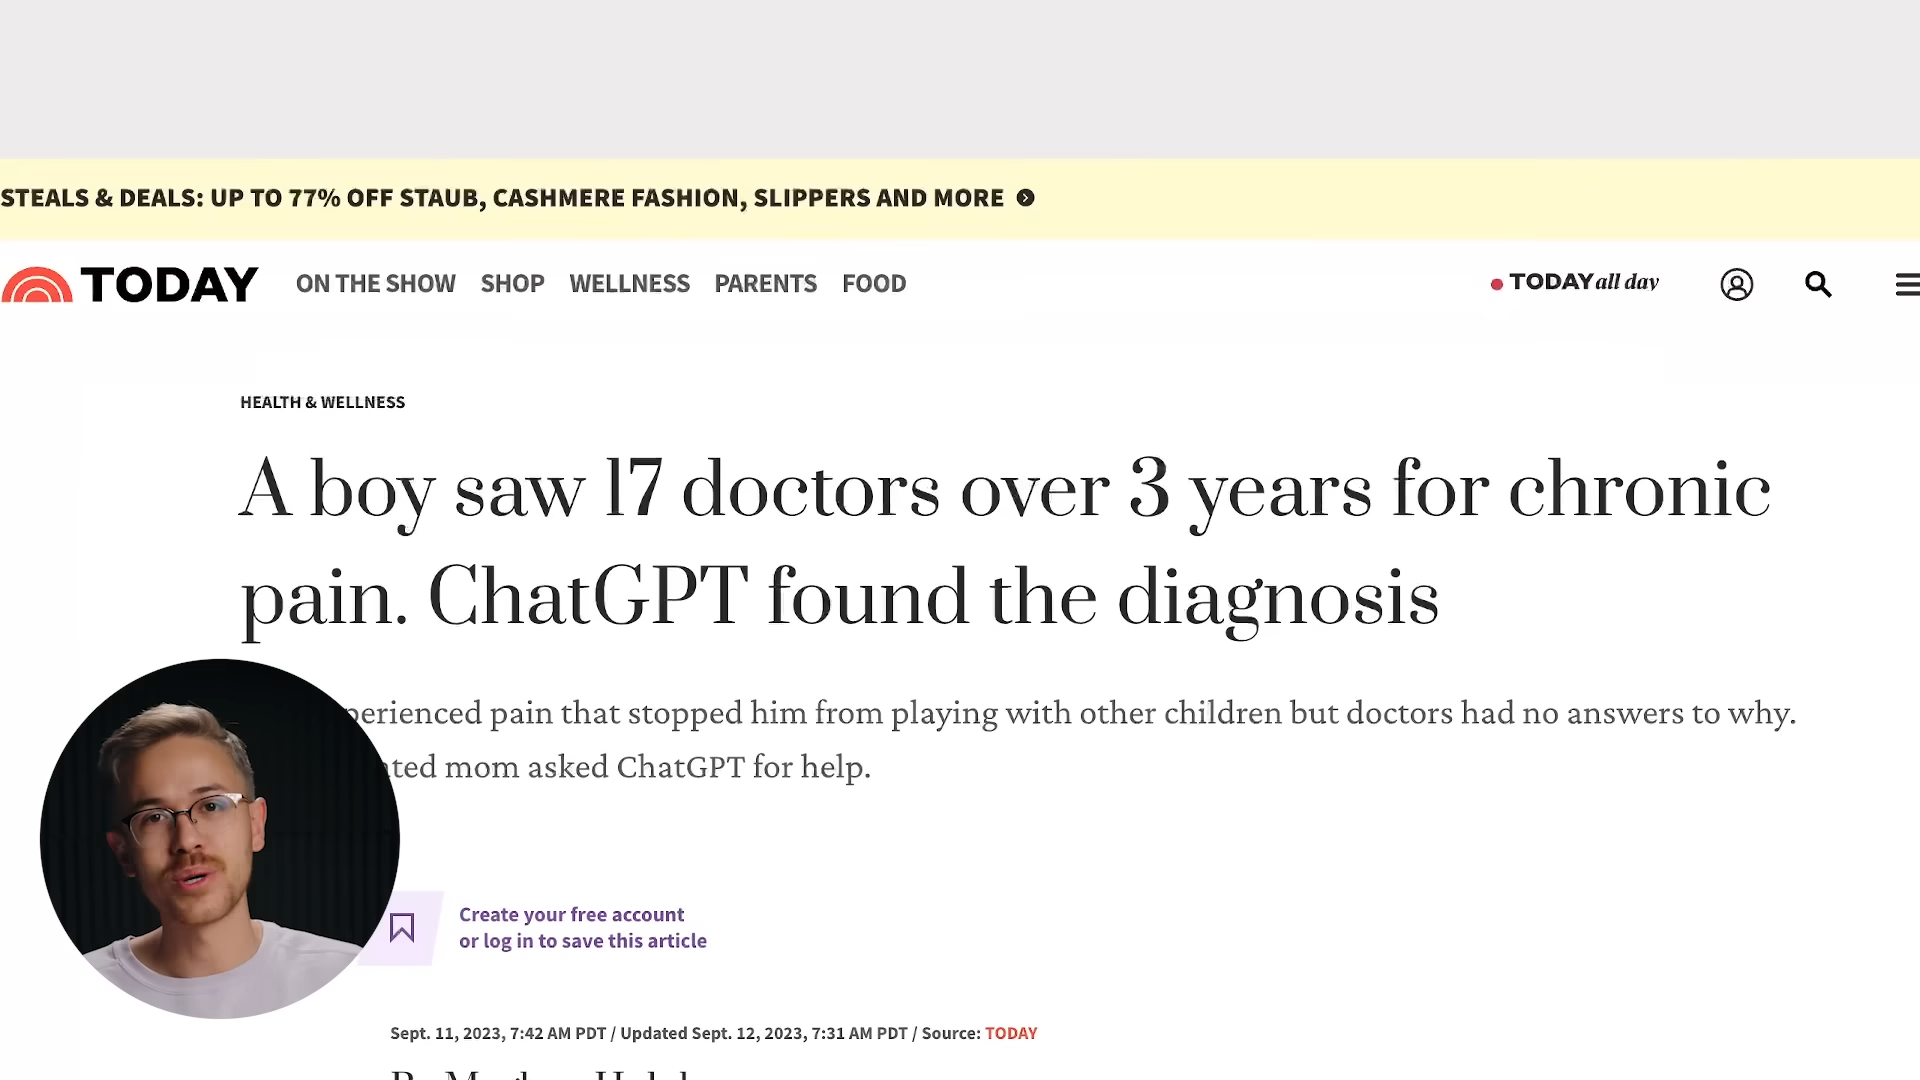 STEALS & DEALS: UP TO 77% OFF STAUB, CASHMERE FASHION, SLIPPERS AND MORE
TODAY ON THE SHOW SHOP WELLNESS PARENTS FOOD TODAY all day
HEALTH & WELLNESS
A boy saw 17 doctors over 3 years for chronic
pain. ChatGPT found the diagnosis
pain that stopped him from playing with other children but doctors had no answers to why.
mom asked ChatGPT for help.
Create your free account
or log in to save this article
Sept. 11, 2023, 7:42 AM PDT / Updated Sept. 12, 2023, 7:31 AM PDT / Source: TODAY